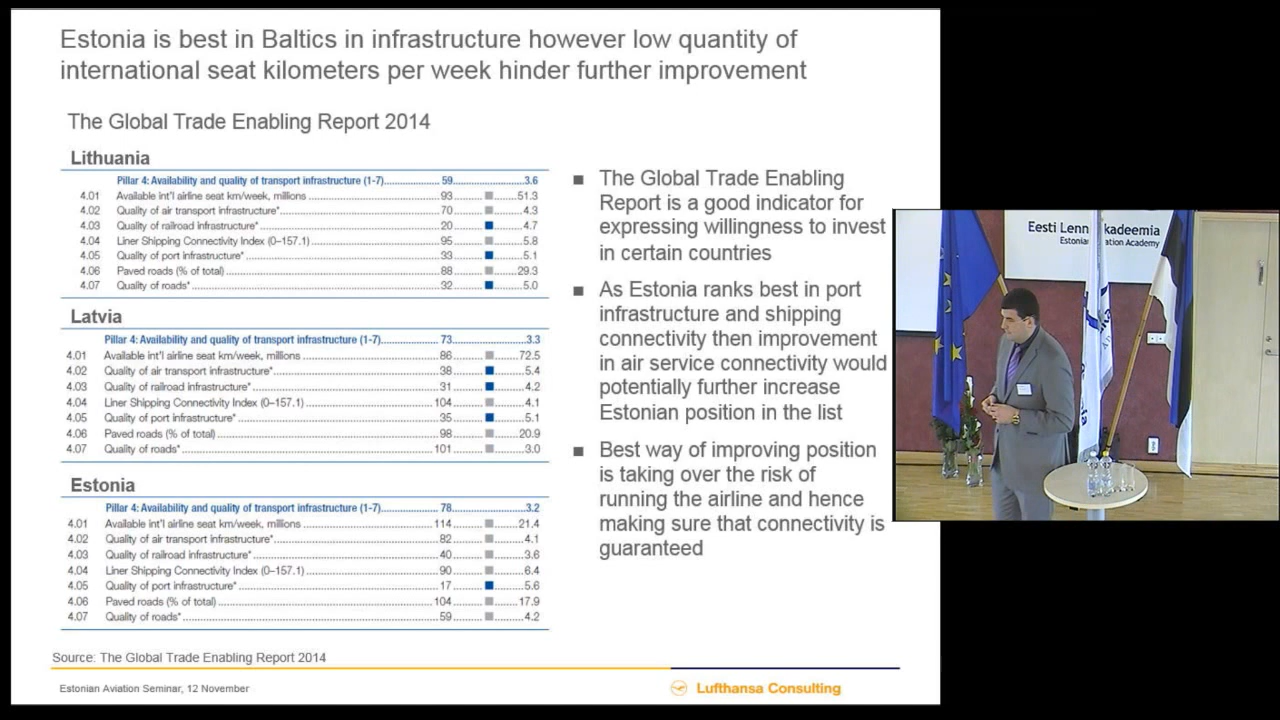 Estonia is best in Baltics in infrastructure however low quantity of
international seat kilometers per week hinder further improvement
The Global Trade Enabling Report 2014
Lithuania
Pillar 4: Availability and quality of transport infrastructure (1-7) 59 3.6
4.01 Available int'l airline seat km/week, millions 93 51.3
4.02 Quality of air transport infrastructure* 70 4.3
4.03 Quality of railroad infrastructure* 20 4.7
4.04 Liner Shipping Connectivity Index (0–157.1) 95 5.8
4.05 Quality of port infrastructure* 33 5.1
4.06 Paved roads (% of total) 88 29.3
4.07 Quality of roads* 32 5.0
Latvia
Pillar 4: Availability and quality of transport infrastructure (1-7) 73 3.3
4.01 Available int'l airline seat km/week, millions 86 72.5
4.02 Quality of air transport infrastructure* 38 5.4
4.03 Quality of railroad infrastructure* 31 4.2
4.04 Liner Shipping Connectivity Index (0–157.1) 104 4.1
4.05 Quality of port infrastructure* 35 5.1
4.06 Paved roads (% of total) 98 20.9
4.07 Quality of roads* 101 3.0
Estonia
Pillar 4: Availability and quality of transport infrastructure (1-7) 78 3.2
4.01 Available int'l airline seat km/week, millions 114 21.4
4.02 Quality of air transport infrastructure* 82 4.1
4.03 Quality of railroad infrastructure* 40 3.6
4.04 Liner Shipping Connectivity Index (0–157.1) 90 6.4
4.05 Quality of port infrastructure* 17 5.6
4.06 Paved roads (% of total) 104 17.9
4.07 Quality of roads* 59 4.2
■ The Global Trade Enabling
Report is a good indicator for
expressing willingness to invest
in certain countries
■ As Estonia ranks best in port
infrastructure and shipping
connectivity then improvement
in air service connectivity would
potentially further increase
Estonian position in the list
■ Best way of improving position
is taking over the risk of
running the airline and hence
making sure that connectivity is
guaranteed
Source: The Global Trade Enabling Report 2014
Estonian Aviation Seminar, 12 November
Lufthansa Consulting
Eesti Lenn kadeemia
Estonia ation Academy